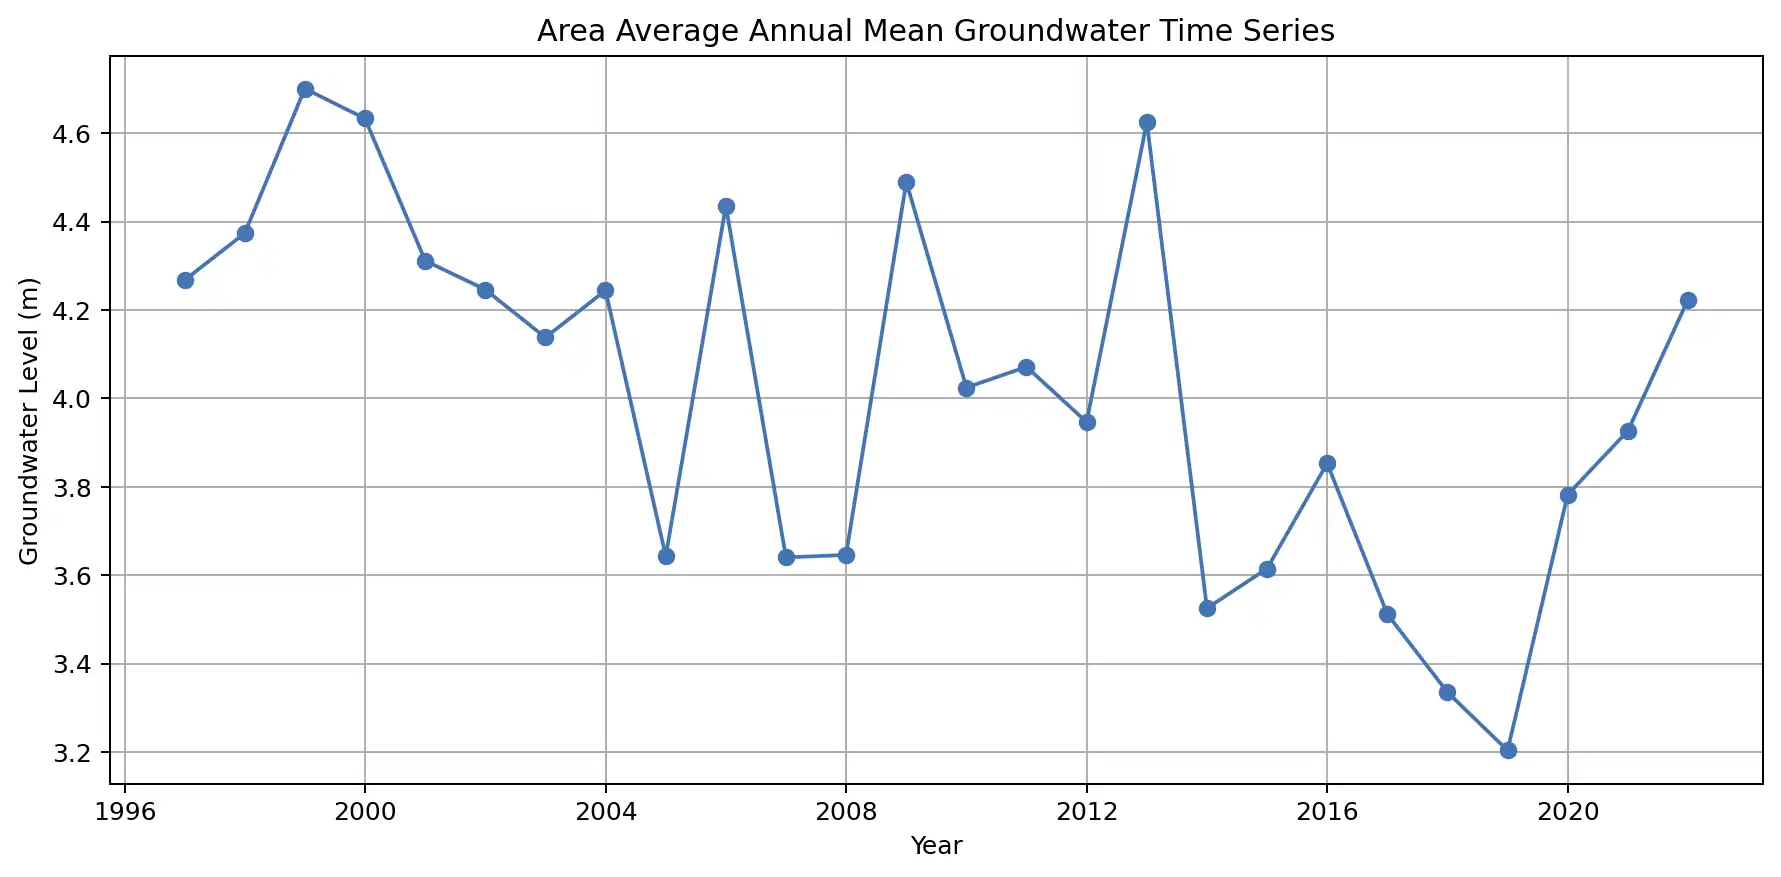 Area Average Annual Mean Groundwater Time Series
Groundwater Level (m)
4.6
4.4
4.2
4.0
3.8
3.6
3.4
3.2
1996 2000 2004 2008 2012 2016 2020
Year